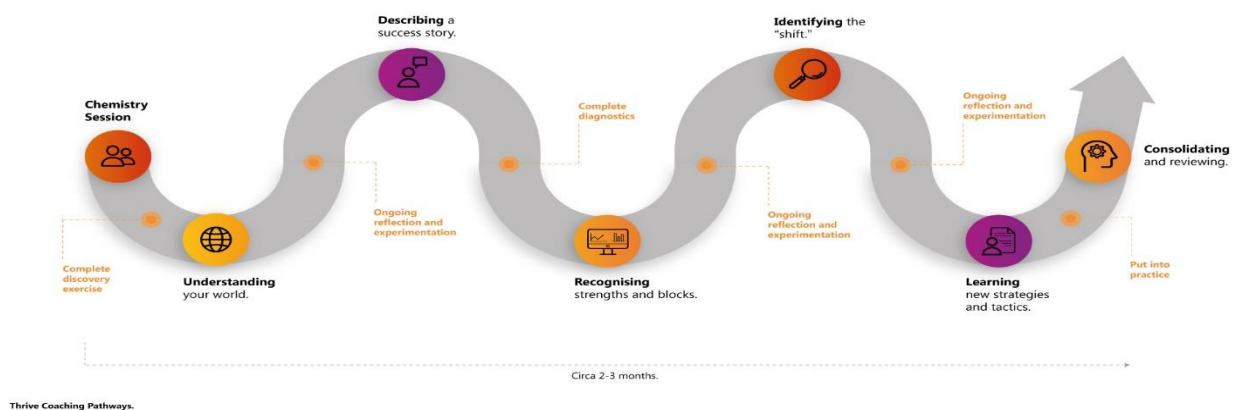 Chemistry
Session
Complete
discovery
exercise
Understanding
your world.
Describing a
success story.
Ongoing
reflection and
experimentation
Complete
diagnostics
Recognising
strengths and blocks.
Identifying the
"shift."
Ongoing
reflection and
experimentation
Ongoing
reflection and
experimentation
Learning
new strategies
and tactics.
Put into
practice
Consolidating
and reviewing.
Circa 2-3 months.
Thrive Coaching Pathways.